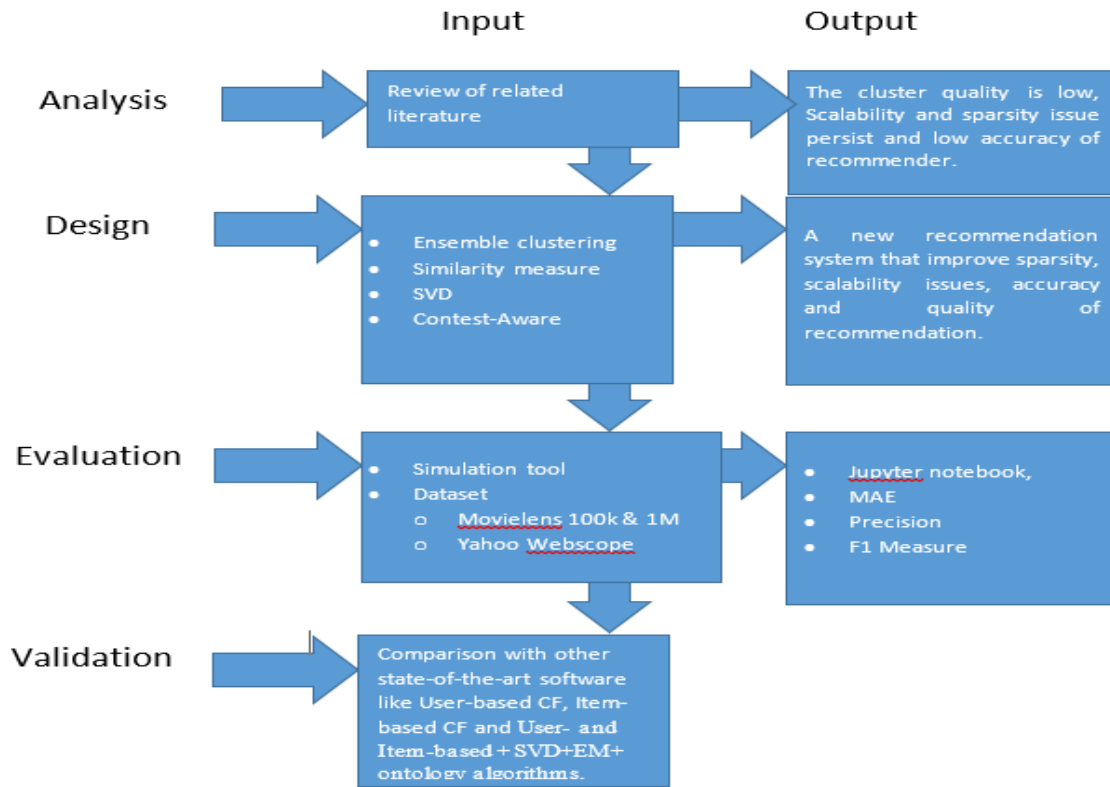 Input
Output
Analysis
Review of related
literature
The cluster quality is low,
Scalability and sparsity issue
persist and low accuracy of
recommender.
Design
● Ensemble clustering
● Similarity measure
● SVD
● Contest-Aware
A new recommendation
system that improve sparsity,
scalability issues, accuracy
and quality of
recommendation.
Evaluation
● Simulation tool
● Dataset
○ Movielens 100k & 1M
○ Yahoo Webscope
● Jupyter notebook,
● MAE
● Precision
● F1 Measure
Validation
Comparison with other
state-of-the-art software
like User-based CF, Item-
based CF and User- and
Item-based + SVD+EM+
ontology algorithms.